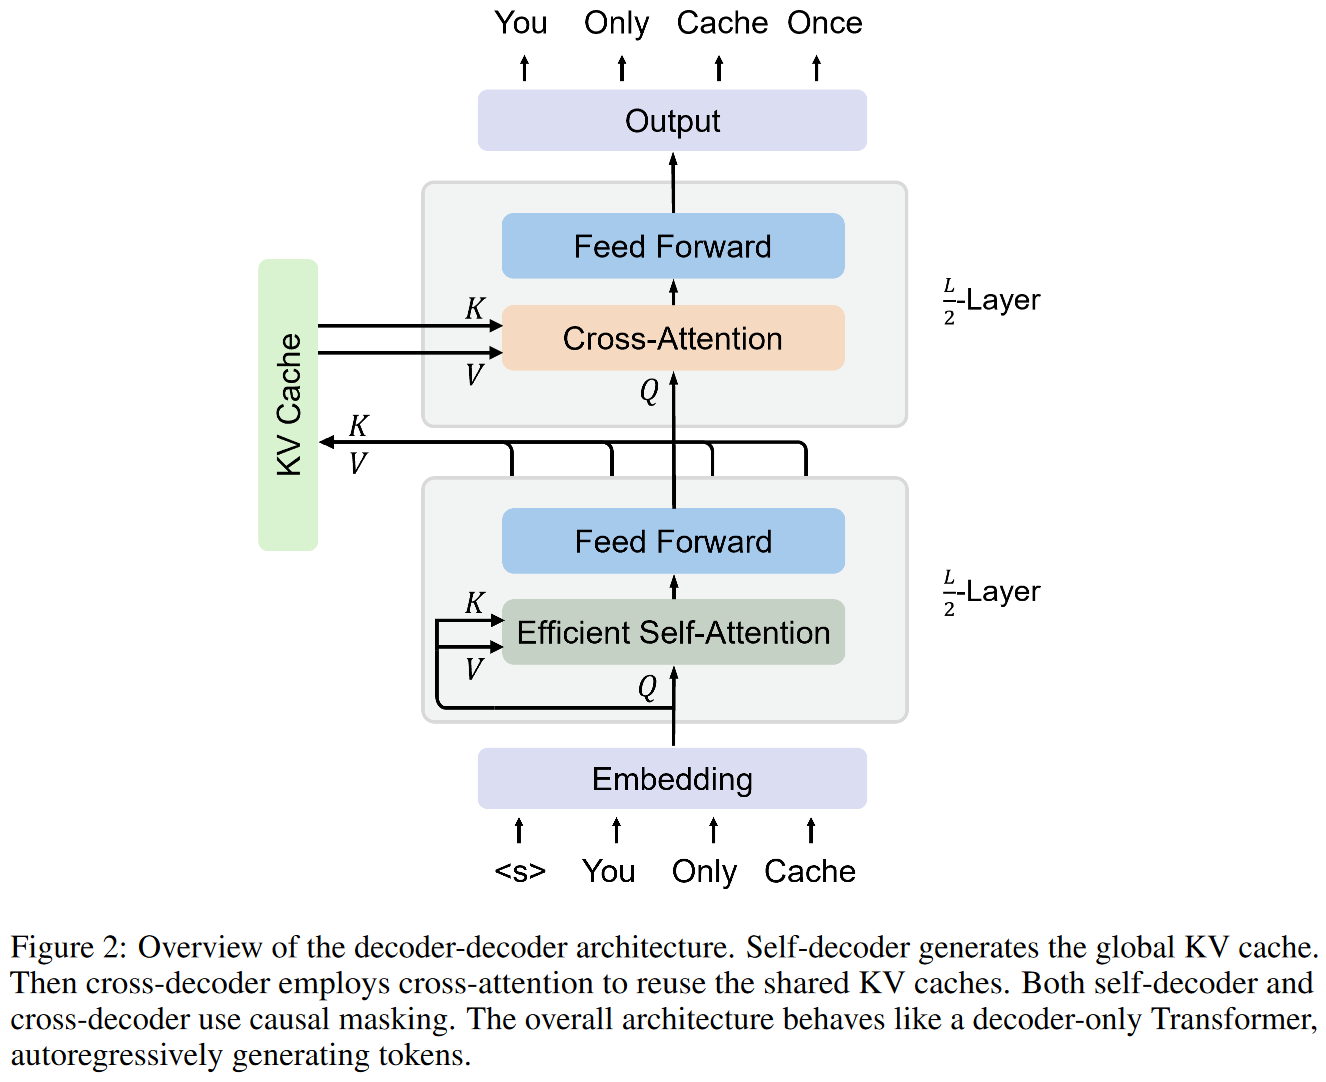 You Only Cache Once
Output
Feed Forward
$\frac{L}{2}$-Layer
K
Cross-Attention
V
KV Cache
Q
K
V
Feed Forward
$\frac{L}{2}$-Layer
K
Efficient Self-Attention
V
Q
Embedding
<s> You Only Cache
Figure 2: Overview of the decoder-decoder architecture. Self-decoder generates the global KV cache.
Then cross-decoder employs cross-attention to reuse the shared KV caches. Both self-decoder and
cross-decoder use causal masking. The overall architecture behaves like a decoder-only Transformer,
autoregressively generating tokens.